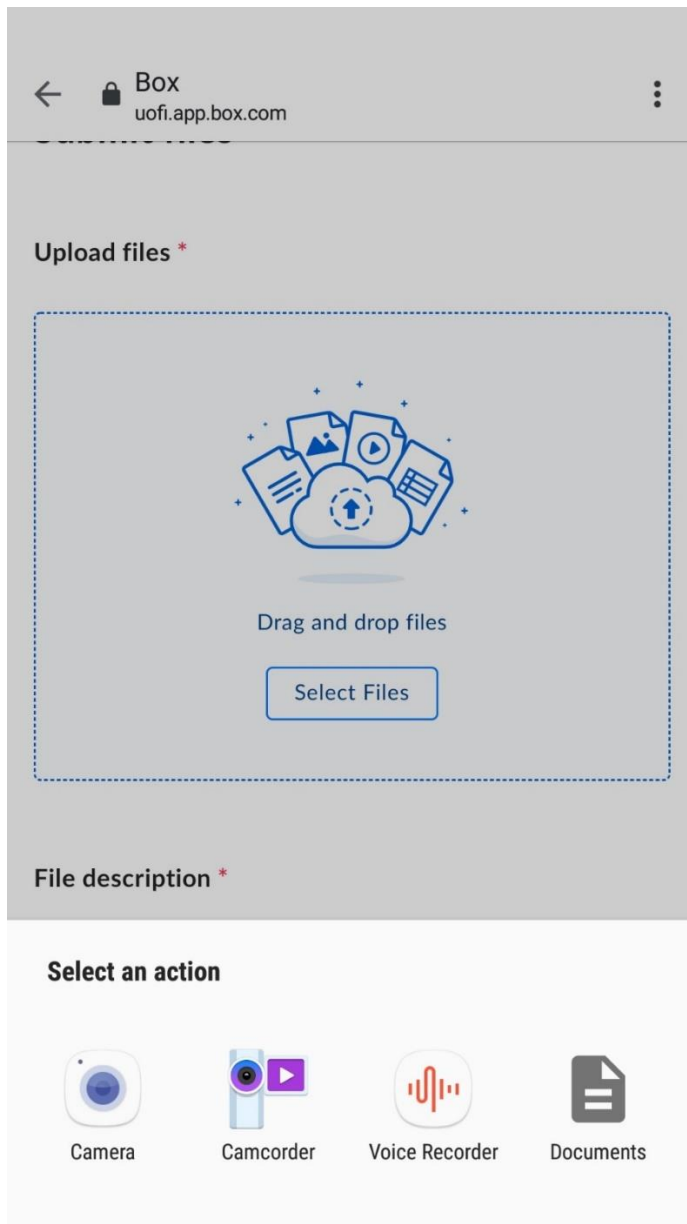 Box
uofi.app.box.com
Upload files *
Drag and drop files
Select Files
File description *
Select an action
Camera Camcorder Voice Recorder Documents